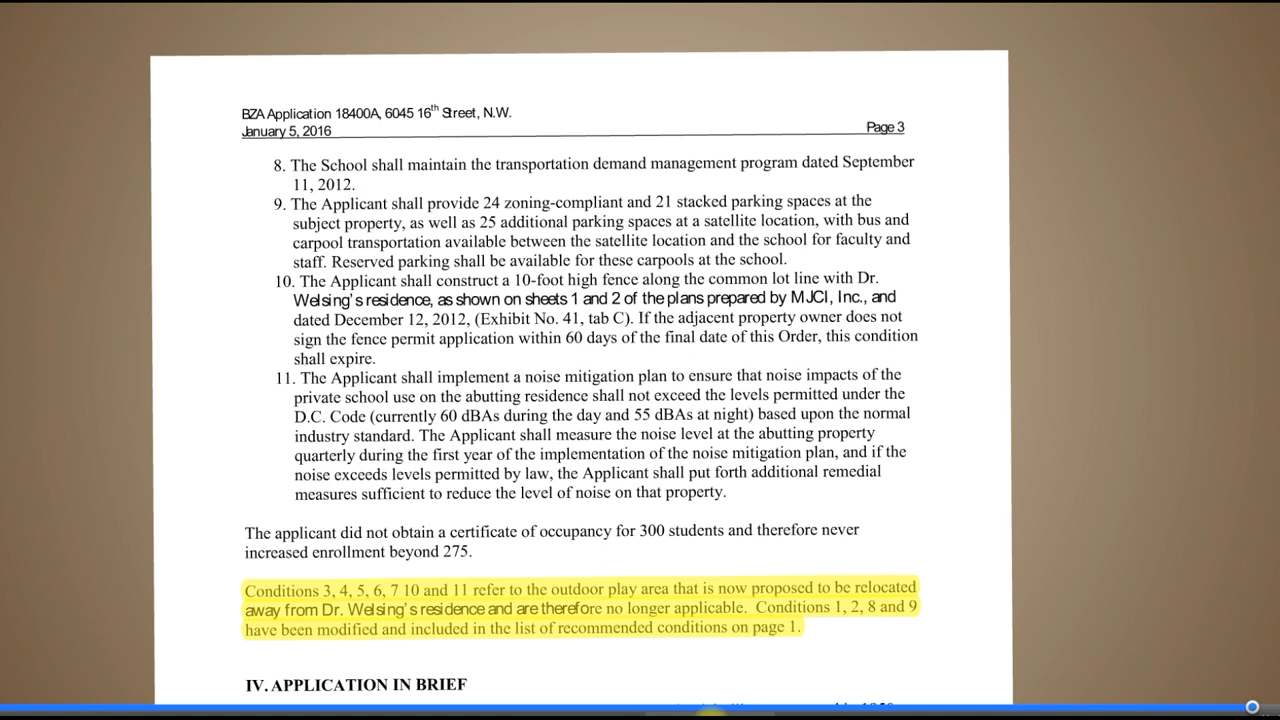 BZA Application 18400A, 6045 16th Street, N.W.
January 5, 2016 Page 3
8. The School shall maintain the transportation demand management program dated September
11, 2012.
9. The Applicant shall provide 24 zoning-compliant and 21 stacked parking spaces at the
subject property, as well as 25 additional parking spaces at a satellite location, with bus and
carpool transportation available between the satellite location and the school for faculty and
staff. Reserved parking shall be available for these carpools at the school.
10. The Applicant shall construct a 10-foot high fence along the common lot line with Dr.
Welsing's residence, as shown on sheets 1 and 2 of the plans prepared by MJCI, Inc., and
dated December 12, 2012, (Exhibit No. 41, tab C). If the adjacent property owner does not
sign the fence permit application within 60 days of the final date of this Order, this condition
shall expire.
11. The Applicant shall implement a noise mitigation plan to ensure that noise impacts of the
private school use on the abutting residence shall not exceed the levels permitted under the
D.C. Code (currently 60 dBAs during the day and 55 dBAs at night) based upon the normal
industry standard. The Applicant shall measure the noise level at the abutting property
quarterly during the first year of the implementation of the noise mitigation plan, and if the
noise exceeds levels permitted by law, the Applicant shall put forth additional remedial
measures sufficient to reduce the level of noise on that property.
The applicant did not obtain a certificate of occupancy for 300 students and therefore never
increased enrollment beyond 275.
Conditions 3, 4, 5, 6, 7 10 and 11 refer to the outdoor play area that is now proposed to be relocated
away from Dr. Welsing's residence and are therefore no longer applicable. Conditions 1, 2, 8 and 9
have been modified and included in the list of recommended conditions on page 1.
IV. APPLICATION IN BRIEF